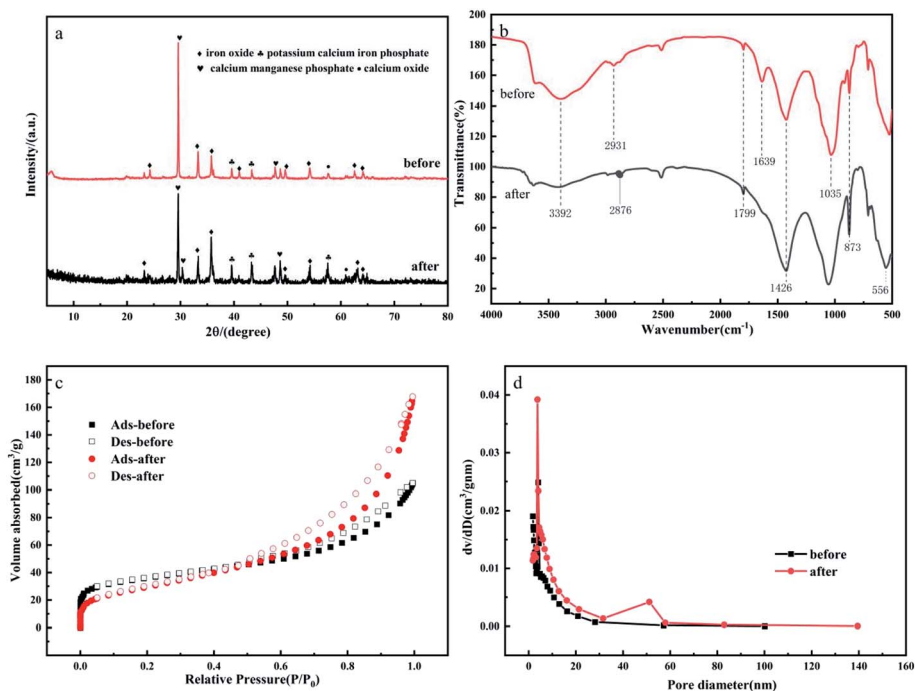 a
♦ iron oxide ♣ potassium calcium iron phosphate
♥ calcium manganese phosphate • calcium oxide
before
after
Intensity/(a.u.)
0 10 20 30 40 50 60 70 80
2θ/(degree)
b
200
180
160
140
120
100
80
60
40
20
before
after
2931
1639
1035
3392
2876
1799
873
1426
556
Transmittance(%)
4000 3500 3000 2500 2000 1500 1000 500
Wavenumber(cm⁻¹)
c
180
160
140
120
100
80
60
40
20
0
Ads-before
Des-before
Ads-after
Des-after
Volume absorbed(cm³/g)
0.0 0.2 0.4 0.6 0.8 1.0
Relative Pressure(P/P₀)
d
0.04
0.03
0.02
0.01
0.00
before
after
dv/dD(cm³/gnm)
0 20 40 60 80 100 120 140 160
Pore diameter(nm)